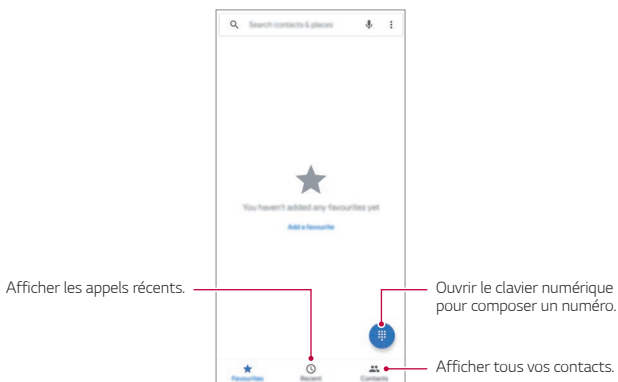 Search contacts & places
You haven't added any favourites yet
Add a favourite
Afficher les appels récents.
Ouvrir le clavier numérique
pour composer un numéro.
Favourites Recent Contacts
Afficher tous vos contacts.